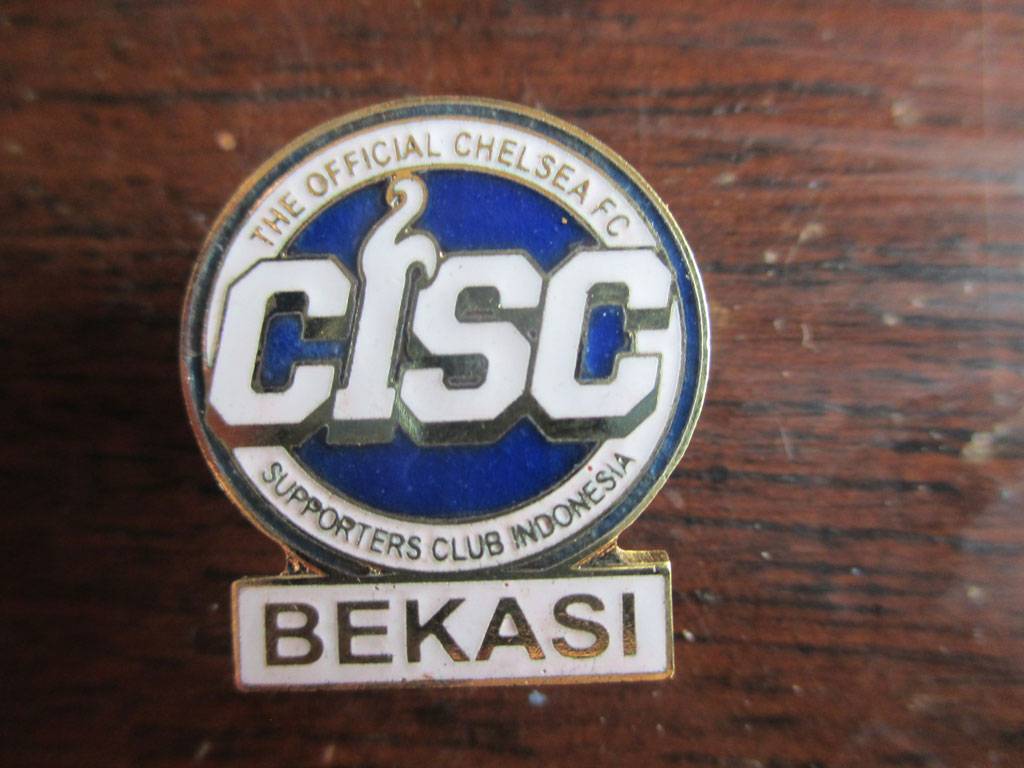 THE OFFICIAL CHELSEA FC
CISC
SUPPORTERS CLUB INDONESIA
BEKASI